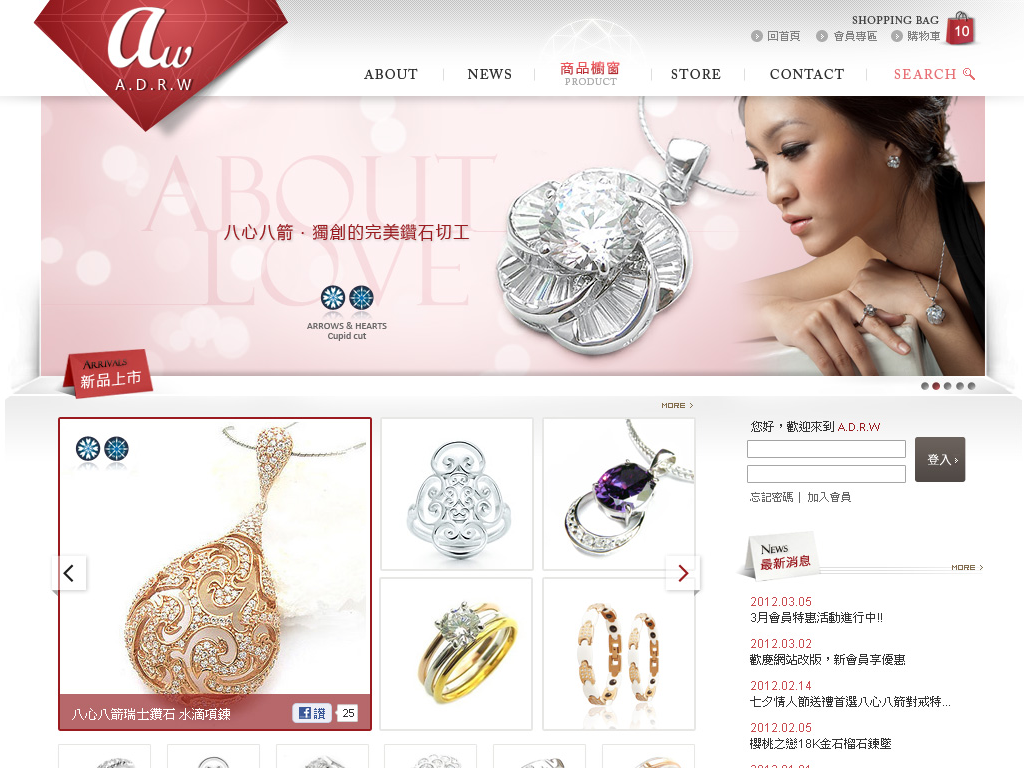 aw
A.D.R.W
SHOPPING BAG
10
回首頁
會員專區
購物車
ABOUT
NEWS
商品櫥窗
PRODUCT
STORE
CONTACT
SEARCH
ABOUT
LOVE
八心八箭．獨創的完美鑽石切工
ARROWS & HEARTS
Cupid cut
ARRIVALS
新品上市
MORE >
八心八箭瑞士鑽石 水滴項鍊
讚
25
您好，歡迎來到 A.D.R.W
登入 ›
忘記密碼 | 加入會員
NEWS
最新消息
MORE >
2012.03.05
3月會員特惠活動進行中!!
2012.03.02
歡慶網站改版，新會員享優惠
2012.02.14
七夕情人節送禮首選八心八箭對戒特...
2012.02.05
櫻桃之戀18K金石榴石鍊墜